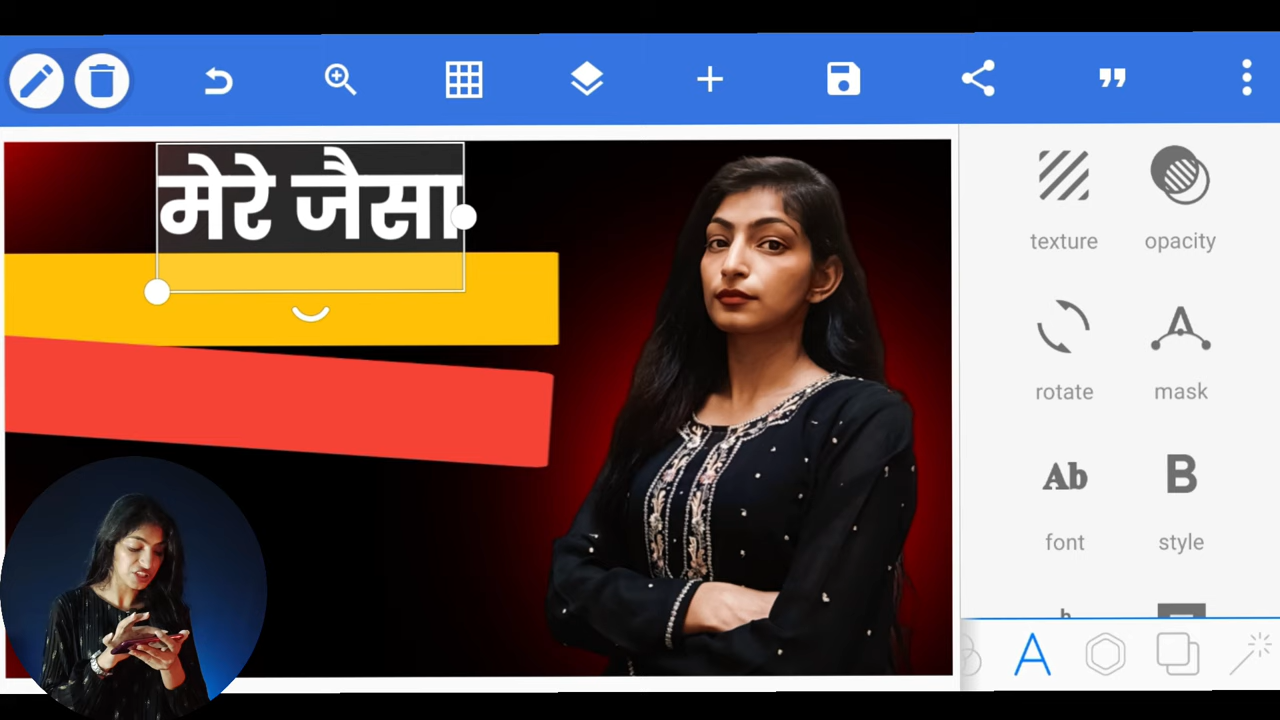 मेरे जैसा
texture
opacity
rotate
mask
Ab
B
font
style